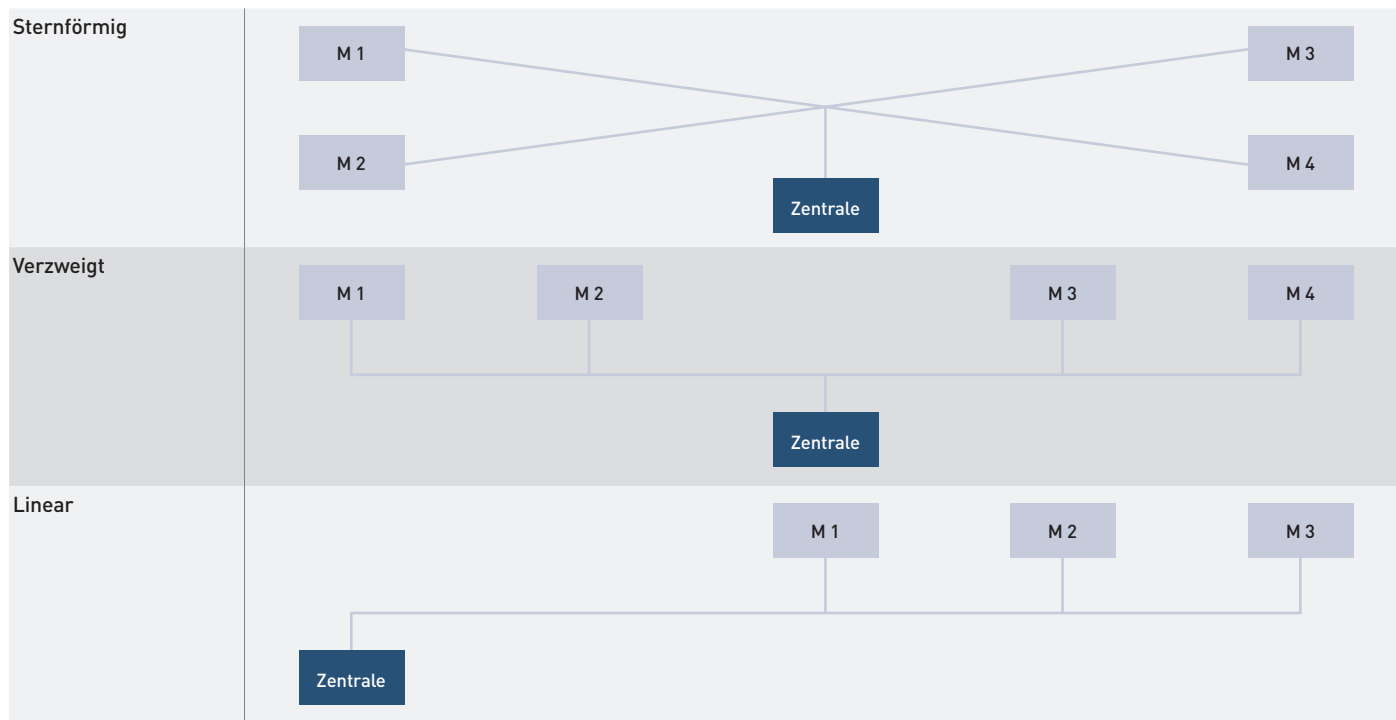 Sternförmig
M 1
M 3
M 2
M 4
Zentrale
Verzweigt
M 1
M 2
M 3
M 4
Zentrale
Linear
M 1
M 2
M 3
Zentrale